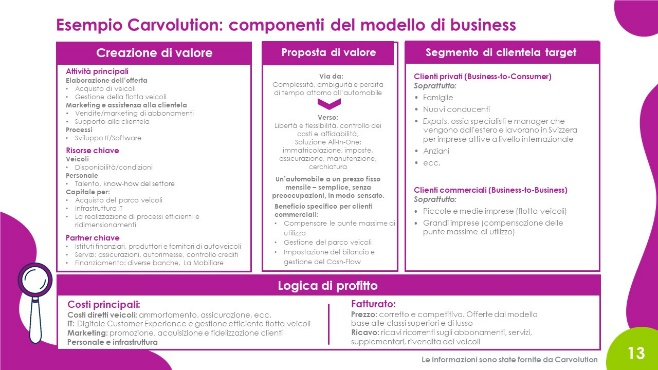 Esempio Carvolution: componenti del modello di business
Creazione di valore
Attività principali
Elaborazione dell'offerta
• Acquisto di veicoli
• Gestione della flotta veicoli
Marketing e assistenza alla clientela
• Vendite/marketing di abbonamenti
• Supporto alla clientela
Processi
• Sviluppo IT/Software
Risorse chiave
Veicoli
• Disponibilità/condizioni
Personale
• Talento, know-how del settore
Capitale per:
• Acquisto del parco veicoli
• Infrastruttura IT
• La realizzazione di processi efficienti e
ridimensionamenti
Partner chiave
• Istituti finanziari, produttori e fornitori di autoveicoli
• Servizi: assicurazioni, autorimesse, controllo crediti
• Finanziamento: diverse banche, La Mobiliare
Proposta di valore
Via da:
Complessità, ambiguità e perdita
di tempo attorno all'automobile
Verso:
Libertà e flessibilità, controllo dei
costi e affidabilità.
Soluzione All-in-One:
immatricolazione, imposte,
assicurazione, manutenzione,
cerchiatura
Un'automobile a un prezzo fisso
mensile – semplice, senza
preoccupazioni, in modo sensato.
Beneficio specifico per clienti
commerciali:
• Compensare le punte massime di
utilizzo
• Gestione del parco veicoli
• Impostazione del bilancio e
gestione del Cash-Flow
Segmento di clientela target
Clienti privati (Business-to-Consumer)
Soprattutto:
• Famiglie
• Nuovi conducenti
• Expats, ossia specialisti e manager che
vengono dall'estero e lavorano in Svizzera
per imprese attive a livello internazionale
• Anziani
• ecc.
Clienti commerciali (Business-to-Business)
Soprattutto:
• Piccole e medie imprese (flotta veicoli)
• Grandi imprese (compensazione delle
punte massime di utilizzo)
Logica di profitto
Costi principali:
Costi diretti veicoli: ammortamento, assicurazione, ecc.
IT: Digitale Customer Experience e gestione efficiente flotta veicoli
Marketing: promozione, acquisizione e fidelizzazione clienti
Personale e infrastruttura
Fatturato:
Prezzo: corretto e competitivo. Offerte dal modello
base alle classi superiori e di lusso
Ricavo: ricavi ricorrenti sugli abbonamenti, servizi,
supplementari, rivendita dei veicoli
Le informazioni sono state fornite da Carvolution
13